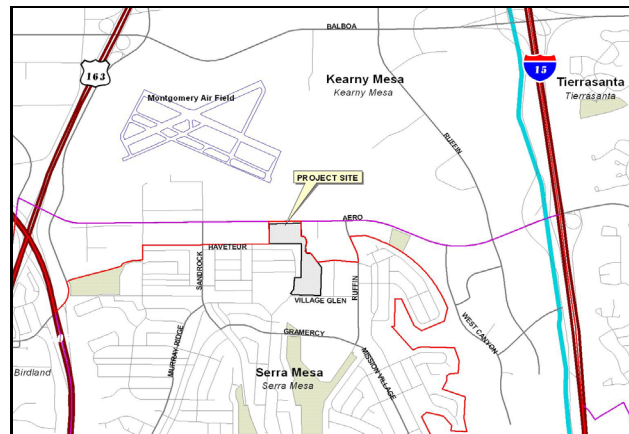 BALBOA
163
Kearny Mesa
Kearny Mesa
15
Tierrasanta
Tierrasanta
Montgomery Air Field
RUFFIN
PROJECT SITE
AERO
HAVETEUR
SANDROCK
RUFFIN
VILLAGE GLEN
GRAMERCY
WEST CANYON
MURRAY RIDGE
MISSION VILLAGE
Birdland
Serra Mesa
Serra Mesa